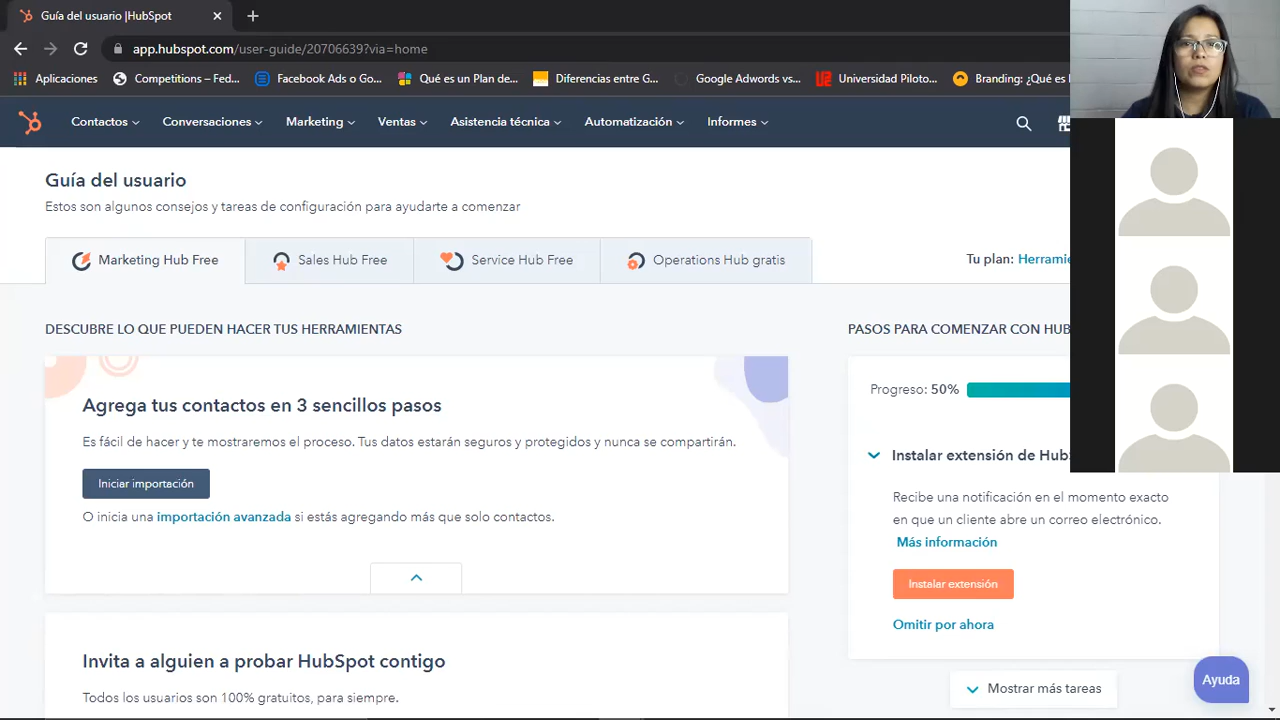 Guía del usuario |HubSpot
app.hubspot.com/user-guide/20706639?via=home
Aplicaciones
Competitions – Fed...
Facebook Ads o Go...
Qué es un Plan de...
Diferencias entre G...
Google Adwords vs...
Universidad Piloto...
Branding: ¿Qué es
Contactos
Conversaciones
Marketing
Ventas
Asistencia técnica
Automatización
Informes
Guía del usuario
Estos son algunos consejos y tareas de configuración para ayudarte a comenzar
Marketing Hub Free
Sales Hub Free
Service Hub Free
Operations Hub gratis
Tu plan: Herramie
DESCUBRE LO QUE PUEDEN HACER TUS HERRAMIENTAS
PASOS PARA COMENZAR CON HUB
Agrega tus contactos en 3 sencillos pasos
Es fácil de hacer y te mostraremos el proceso. Tus datos estarán seguros y protegidos y nunca se compartirán.
Iniciar importación
O inicia una importación avanzada si estás agregando más que solo contactos.
Progreso: 50%
Instalar extensión de Hub
Recibe una notificación en el momento exacto
en que un cliente abre un correo electrónico.
Más información
Instalar extensión
Omitir por ahora
Mostrar más tareas
Ayuda
Invita a alguien a probar HubSpot contigo
Todos los usuarios son 100% gratuitos, para siempre.